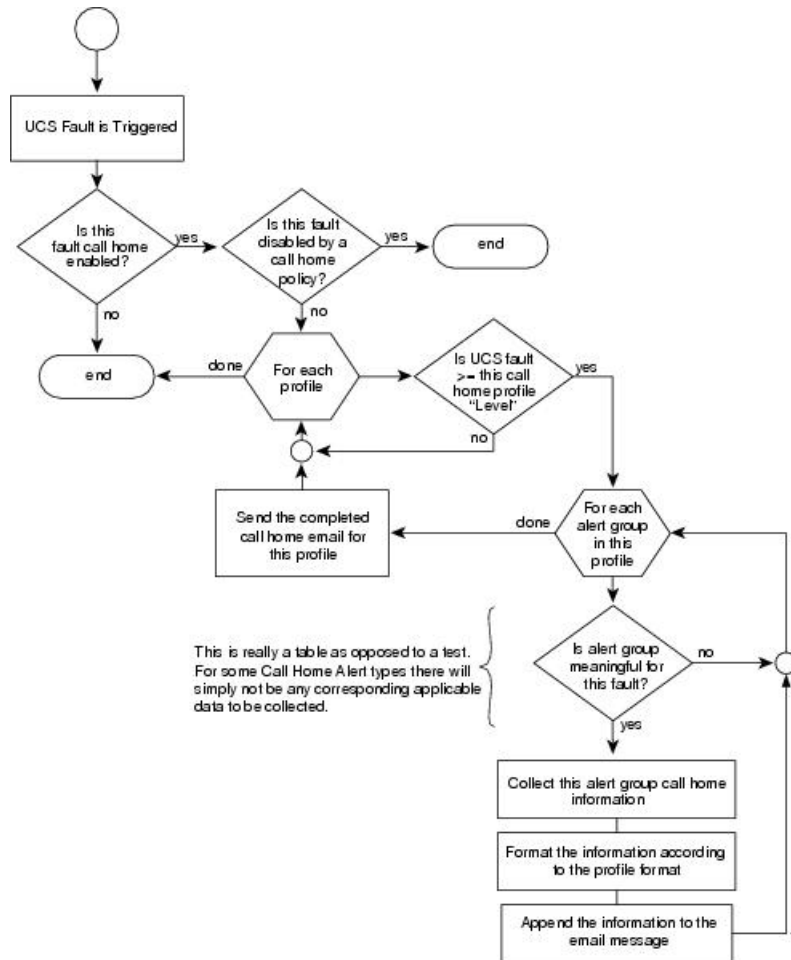 UCS Fault is Triggered
Is this
fault call home
enabled?
yes
Is this fault
disabled by a
call home
policy?
yes
end
no
no
end
done
For each
profile
Is UCS fault
>= this call
home profile
“Level”
yes
no
Send the completed
call home email for
this profile
done
For each
alert group
in this
profile
This is really a table as opposed to a test.
For some Call Home Alert types there will
simply not be any corresponding applicable
data to be collected.
Is alert group
meaningful for
this fault?
no
yes
Collect this alert group call home
information
Format the information according
to the profile format
Append the information to the
email message